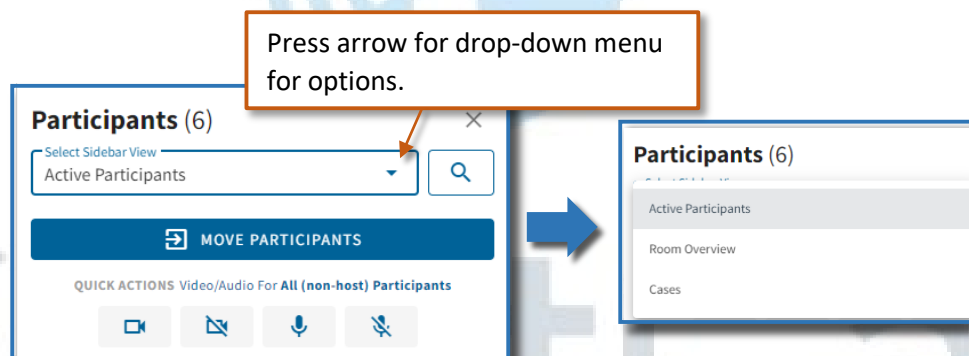 Press arrow for drop-down menu
for options.
Participants (6)
Select Sidebar View
Active Participants
MOVE PARTICIPANTS
QUICK ACTIONS Video/Audio For All (non-host) Participants
Participants (6)
Active Participants
Room Overview
Cases